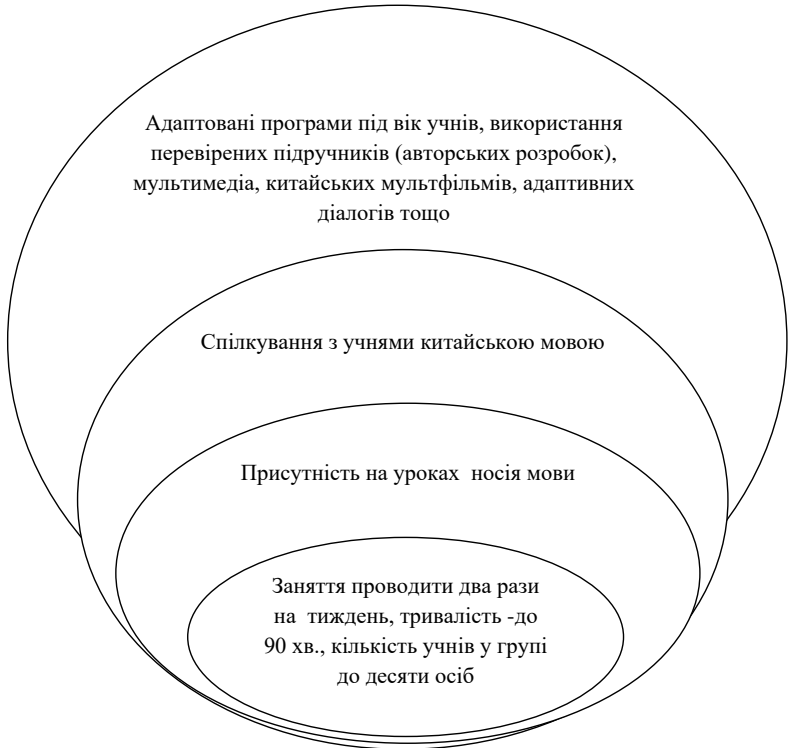 Адаптовані програми під вік учнів, використання
перевірених підручників (авторських розробок),
мультимедіа, китайських мультфільмів, адаптивних
діалогів тощо
Спілкування з учнями китайською мовою
Присутність на уроках носія мови
Заняття проводити два рази
на тиждень, тривалість -до
90 хв., кількість учнів у групі
до десяти осіб